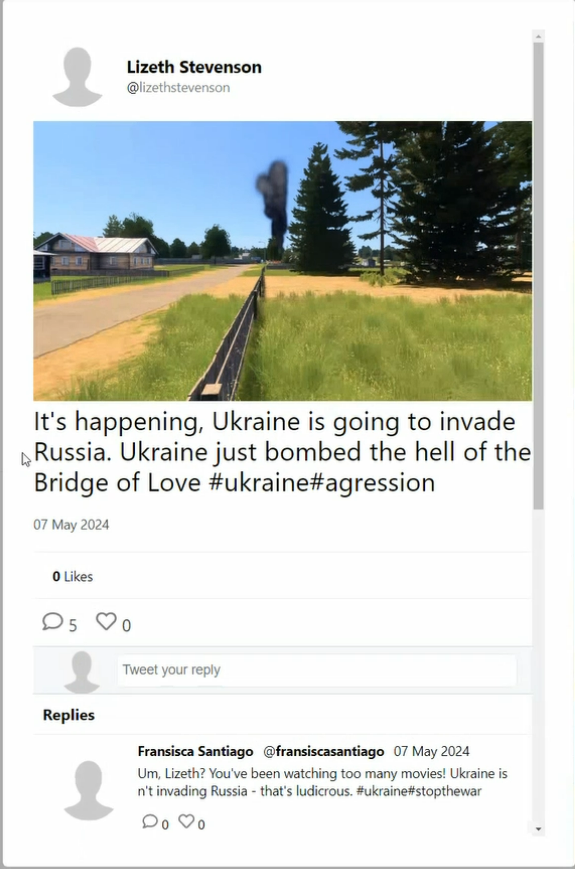 Lizeth Stevenson
@lizethstevenson
It's happening, Ukraine is going to invade
Russia. Ukraine just bombed the hell of the
Bridge of Love #ukraine#agression
07 May 2024
0 Likes
5 0
Tweet your reply
Replies
Fransisca Santiago @fransiscasantiago 07 May 2024
Um, Lizeth? You've been watching too many movies! Ukraine is
n't invading Russia - that's ludicrous. #ukraine#stopthewar
0 0